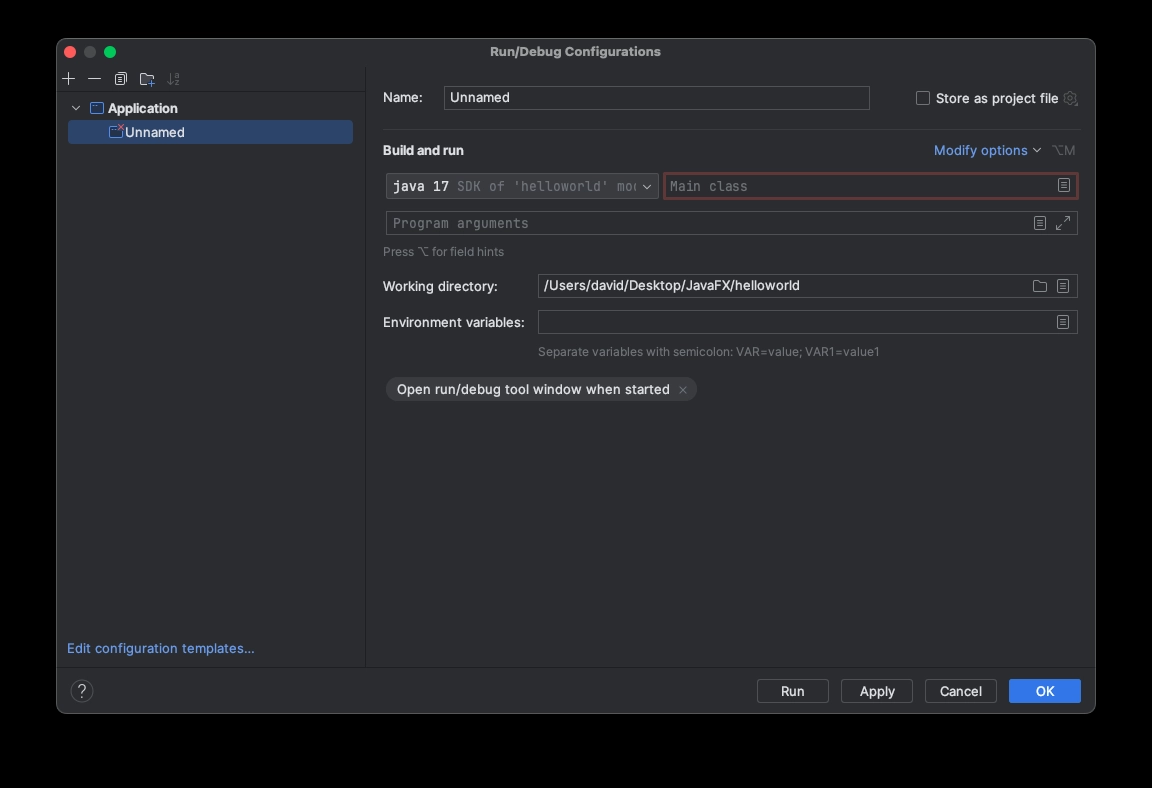 Run/Debug Configurations
Application
Unnamed
Name: Unnamed Store as project file
Build and run Modify options ⌥M
java 17 SDK of 'helloworld' mo Main class
Program arguments
Press ⌥ for field hints
Working directory: /Users/david/Desktop/JavaFX/helloworld
Environment variables:
Separate variables with semicolon: VAR=value; VAR1=value1
Open run/debug tool window when started ×
Edit configuration templates...
? Run Apply Cancel OK